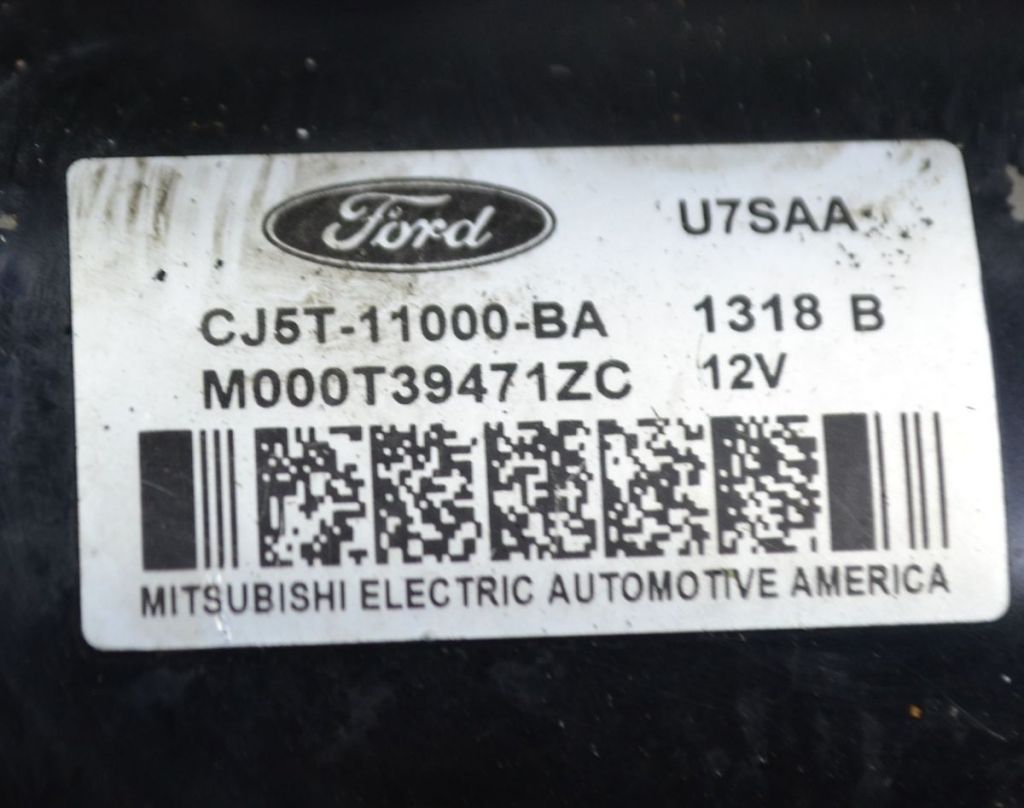 Ford U7SAA
CJ5T-11000-BA 1318 B
M000T39471ZC 12V
MITSUBISHI ELECTRIC AUTOMOTIVE AMERICA